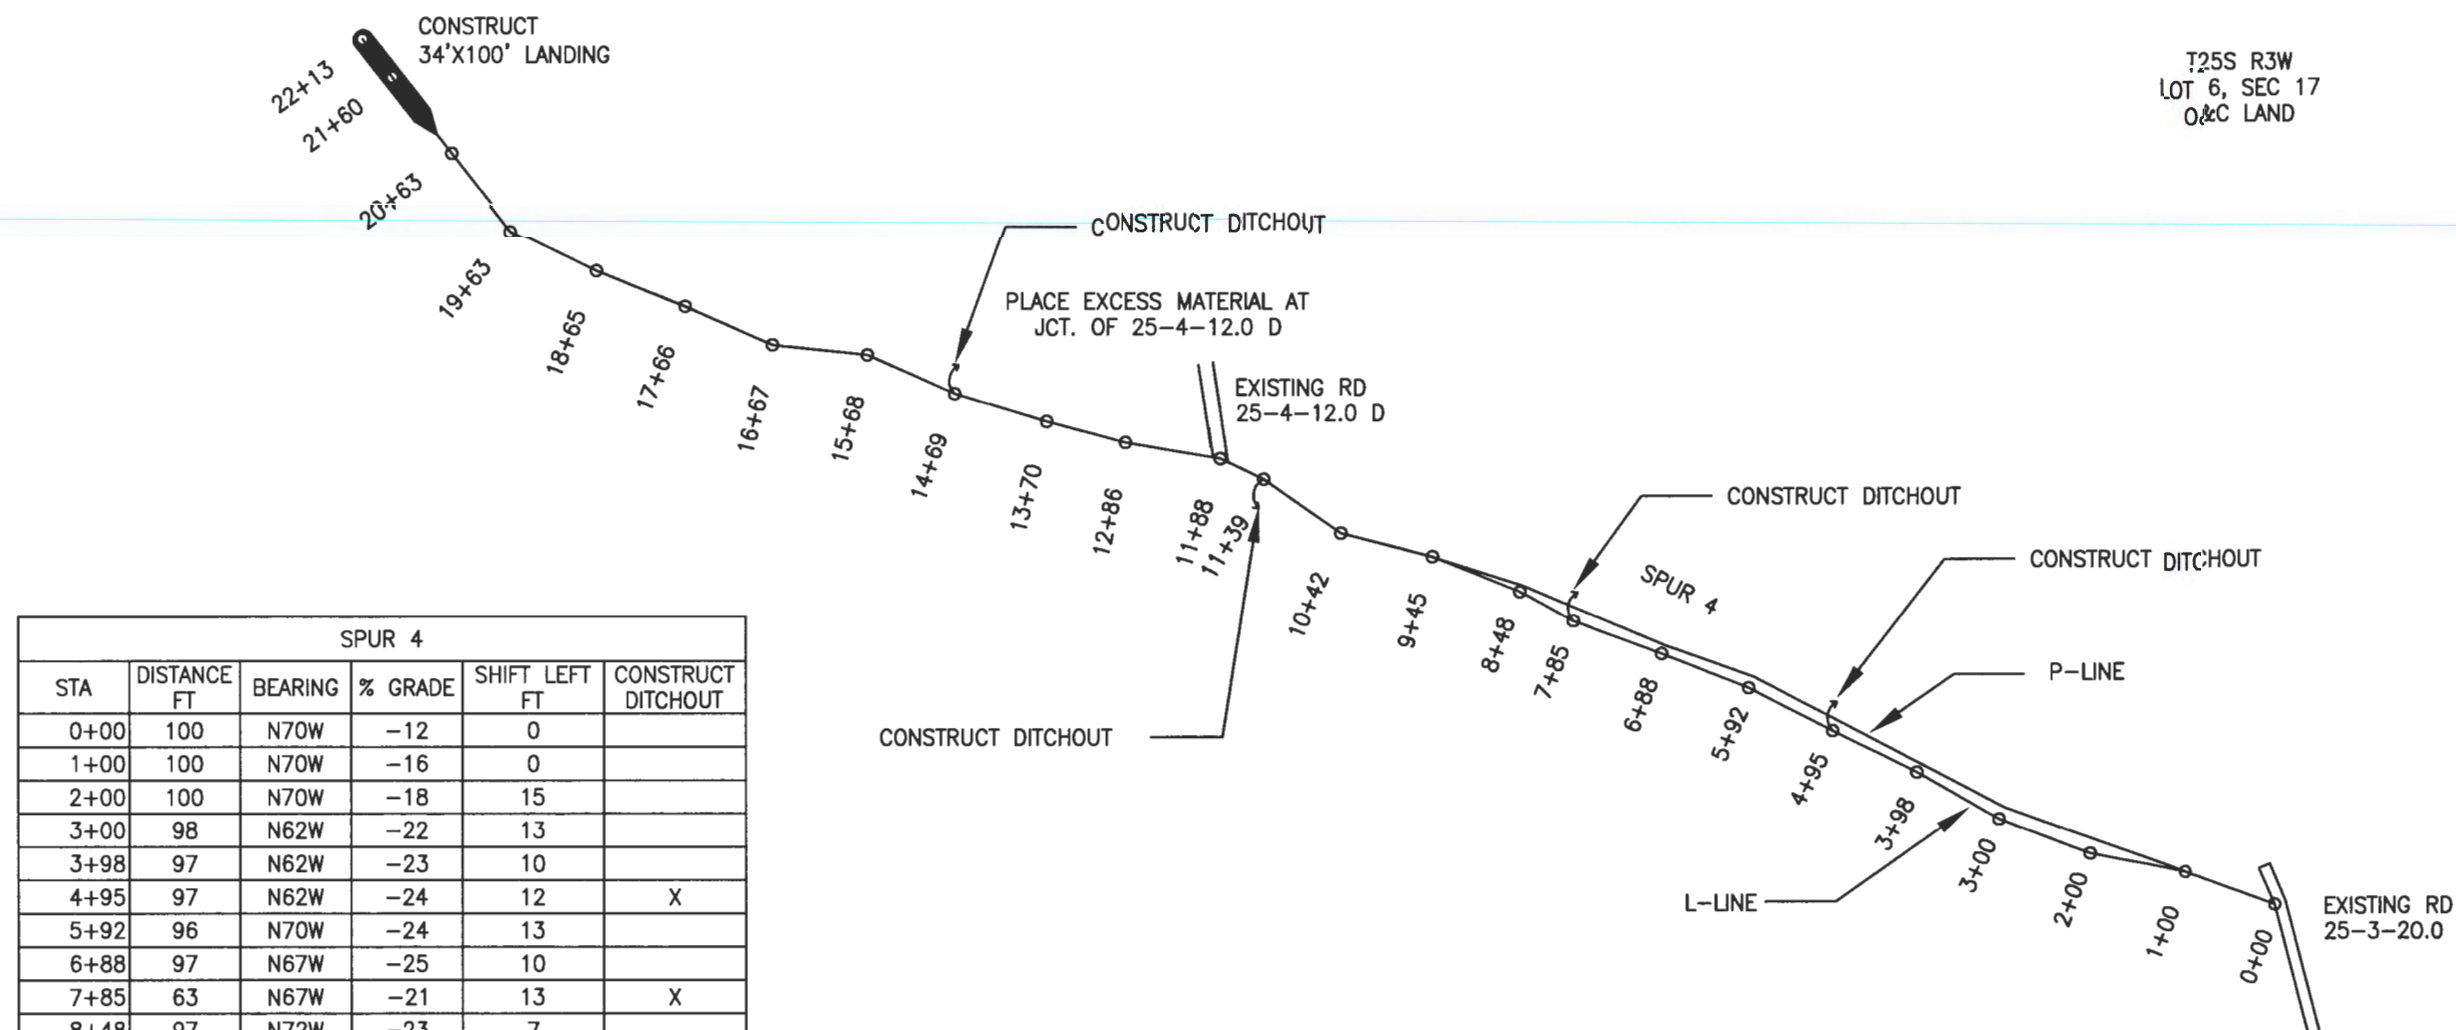 CONSTRUCT
34'X100' LANDING
T25S R3W
LOT 6, SEC 17
O&C LAND
22+13
21+60
20+63
19+63
18+65
17+66
16+67
15+68
14+69
13+70
12+86
11+88
11+39
10+42
9+45
8+48
7+85
6+88
5+92
4+95
3+98
3+00
2+00
1+00
0+00
CONSTRUCT DITCHOUT
PLACE EXCESS MATERIAL AT
JCT. OF 25-4-12.0 D
EXISTING RD
25-4-12.0 D
CONSTRUCT DITCHOUT
CONSTRUCT DITCHOUT
SPUR 4
P-LINE
CONSTRUCT DITCHOUT
L-LINE
EXISTING RD
25-3-20.0
SPUR 4
STA DISTANCE FT BEARING % GRADE SHIFT LEFT FT CONSTRUCT DITCHOUT
0+00 100 N70W -12 0
1+00 100 N70W -16 0
2+00 100 N70W -18 15
3+00 98 N62W -22 13
3+98 97 N62W -23 10
4+95 97 N62W -24 12 X
5+92 96 N70W -24 13
6+88 97 N67W -25 10
7+85 63 N67W -21 13 X
8+48 97 N72W -23 7